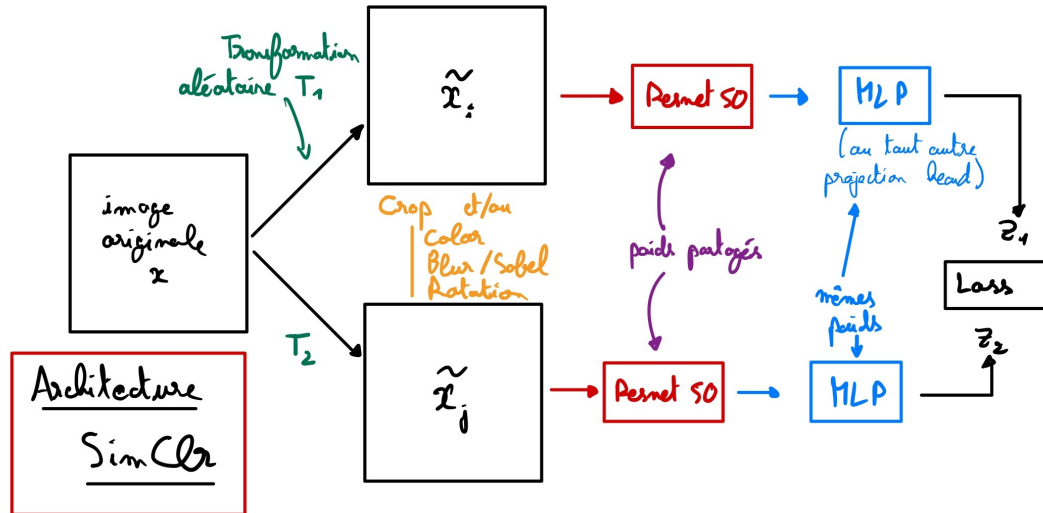 Transformation
aléatoire T₁
x̃ᵢ
Resnet 50
MLP
(ou tout autre
projection head)
z₁
image
originale
x
Crop et/ou
Color
Blur/Sobel
Rotation
poids partagés
mêmes
poids
Loss
z₂
T₂
x̃ⱼ
Resnet 50
MLP
Architecture
SimClr